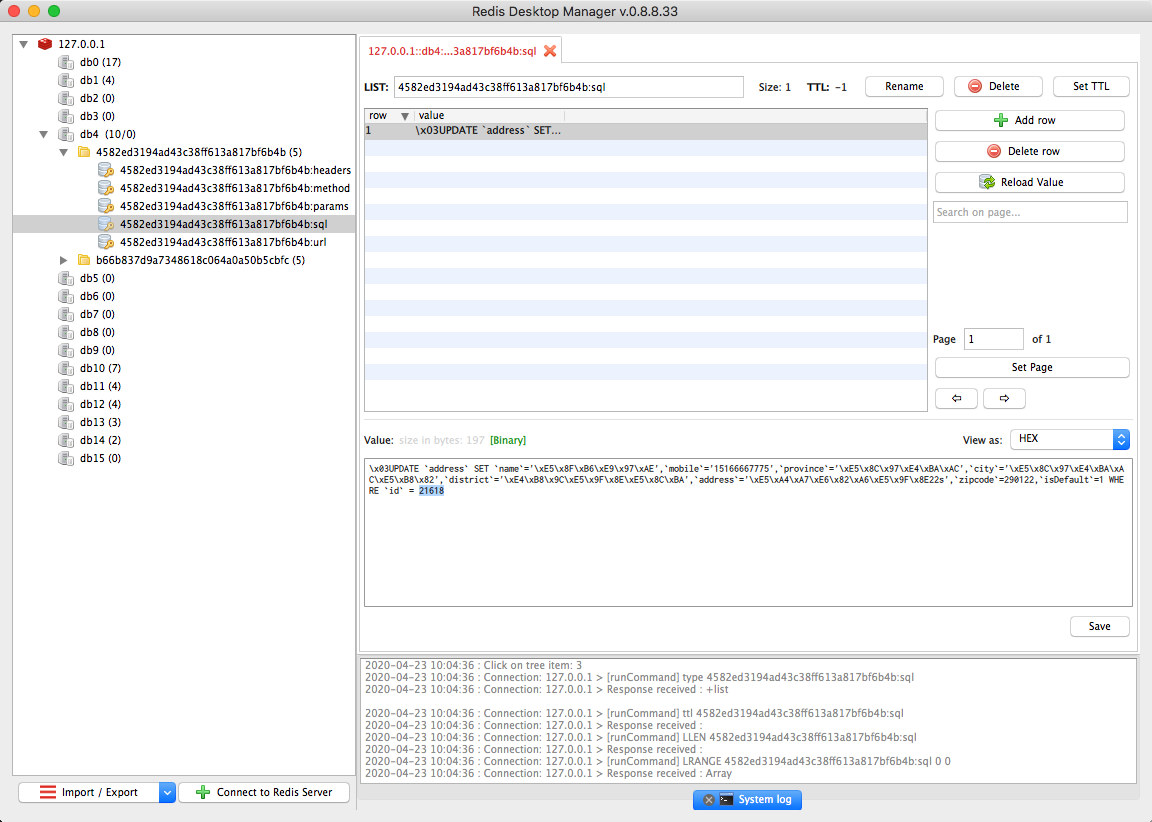 Redis Desktop Manager v.0.8.8.33
127.0.0.1
db0 (17)
db1 (4)
db2 (0)
db3 (0)
db4 (10/0)
4582ed3194ad43c38ff613a817bf6b4b (5)
4582ed3194ad43c38ff613a817bf6b4b:headers
4582ed3194ad43c38ff613a817bf6b4b:method
4582ed3194ad43c38ff613a817bf6b4b:params
4582ed3194ad43c38ff613a817bf6b4b:sql
4582ed3194ad43c38ff613a817bf6b4b:url
b66b837d9a7348618c064a0a50b5cbfc (5)
db5 (0)
db6 (0)
db7 (0)
db8 (0)
db9 (0)
db10 (7)
db11 (4)
db12 (4)
db13 (3)
db14 (2)
db15 (0)
Import / Export
Connect to Redis Server
127.0.0.1::db4:...3a817bf6b4b:sql
LIST: 4582ed3194ad43c38ff613a817bf6b4b:sql Size: 1 TTL: -1 Rename Delete Set TTL
row value
1 \x03UPDATE `address` SET...
Add row
Delete row
Reload Value
Search on page...
Page 1 of 1
Set Page
Value: size in bytes: 197 [Binary] View as: HEX
\x03UPDATE `address` SET `name`='\xE5\x8F\xB6\xE9\x97\xAE',`mobile`='15166667775',`province`='\xE5\x8C\x97\xE4\xBA\xAC',`city`='\xE5\x8C\x97\xE4\xBA\xA
C\xE5\xB8\x82',`district`='\xE4\xB8\x9C\xE5\x9F\x8E\xE5\x8C\xBA',`address`='\xE5\xA4\xA7\xE6\x82\xA6\xE5\x9F\x8E22s',`zipcode`=290122,`isDefault`=1 WHE
RE `id` = 21618
Save
2020-04-23 10:04:36 : Click on tree item: 3
2020-04-23 10:04:36 : Connection: 127.0.0.1 > [runCommand] type 4582ed3194ad43c38ff613a817bf6b4b:sql
2020-04-23 10:04:36 : Connection: 127.0.0.1 > Response received : +list
2020-04-23 10:04:36 : Connection: 127.0.0.1 > [runCommand] ttl 4582ed3194ad43c38ff613a817bf6b4b:sql
2020-04-23 10:04:36 : Connection: 127.0.0.1 > Response received :
2020-04-23 10:04:36 : Connection: 127.0.0.1 > [runCommand] LLEN 4582ed3194ad43c38ff613a817bf6b4b:sql
2020-04-23 10:04:36 : Connection: 127.0.0.1 > Response received :
2020-04-23 10:04:36 : Connection: 127.0.0.1 > [runCommand] LRANGE 4582ed3194ad43c38ff613a817bf6b4b:sql 0 0
2020-04-23 10:04:36 : Connection: 127.0.0.1 > Response received : Array
System log